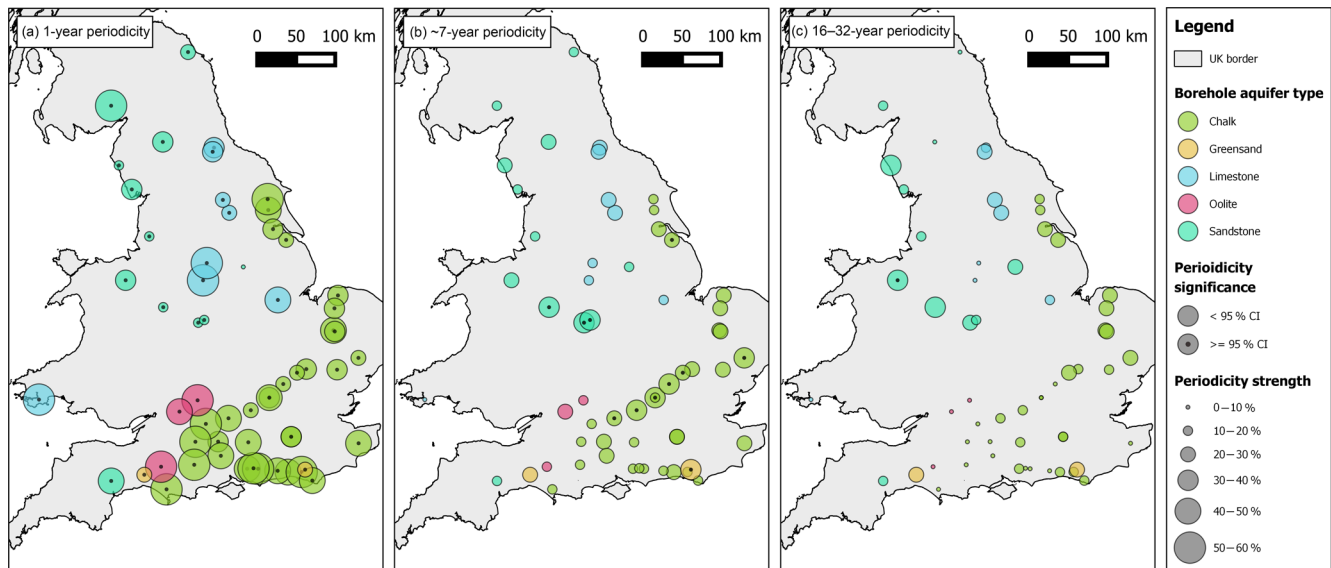 (a) 1-year periodicity
0 50 100 km
(b) ~7-year periodicity
0 50 100 km
(c) 16–32-year periodicity
0 50 100 km
Legend
UK border
Borehole aquifer type
Chalk
Greensand
Limestone
Oolite
Sandstone
Perioidicity
significance
< 95 % CI
>= 95 % CI
Periodicity strength
0–10 %
10–20 %
20–30 %
30–40 %
40–50 %
50–60 %